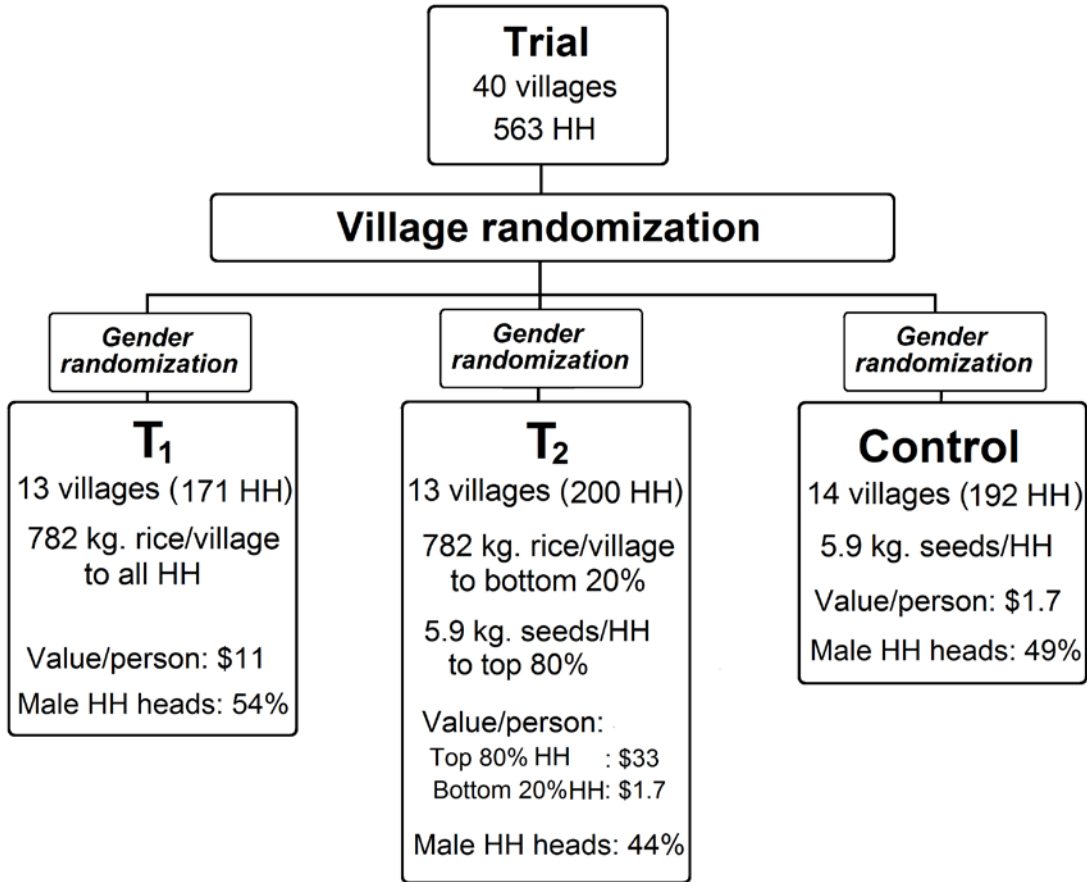 Trial
40 villages
563 HH
Village randomization
Gender
randomization
Gender
randomization
Gender
randomization
T₁
13 villages (171 HH)
782 kg. rice/village
to all HH
Value/person: $11
Male HH heads: 54%
T₂
13 villages (200 HH)
782 kg. rice/village
to bottom 20%
5.9 kg. seeds/HH
to top 80%
Value/person:
Top 80% HH : $33
Bottom 20%HH: $1.7
Male HH heads: 44%
Control
14 villages (192 HH)
5.9 kg. seeds/HH
Value/person: $1.7
Male HH heads: 49%